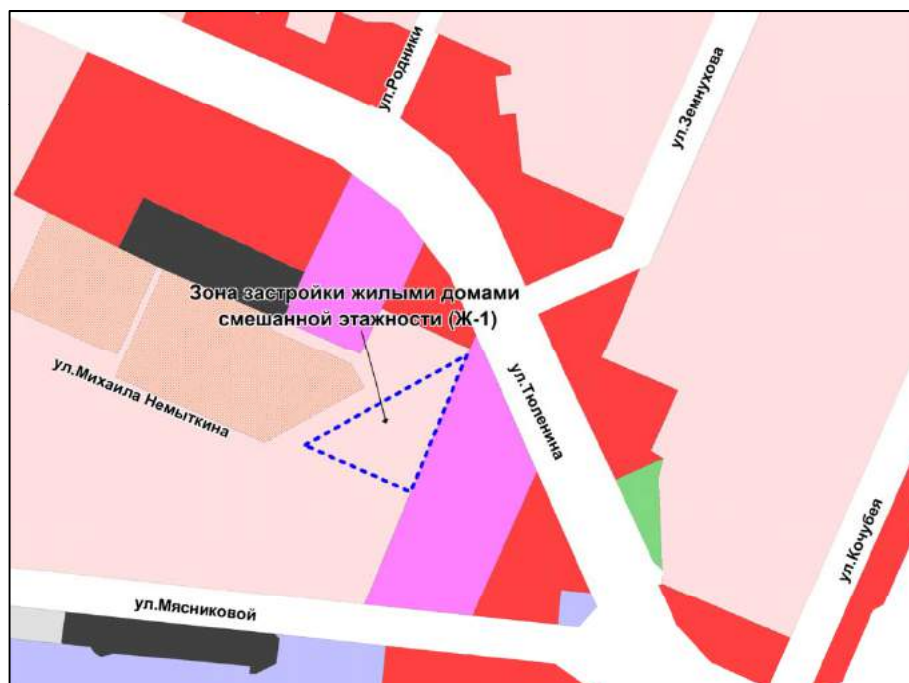 ул.Родники
ул.Земнухова
Зона застройки жилыми домами
смешанной этажности (Ж-1)
ул.Михаила Немыткина
ул.Тюленина
ул.Кочубея
ул.Мясниковой